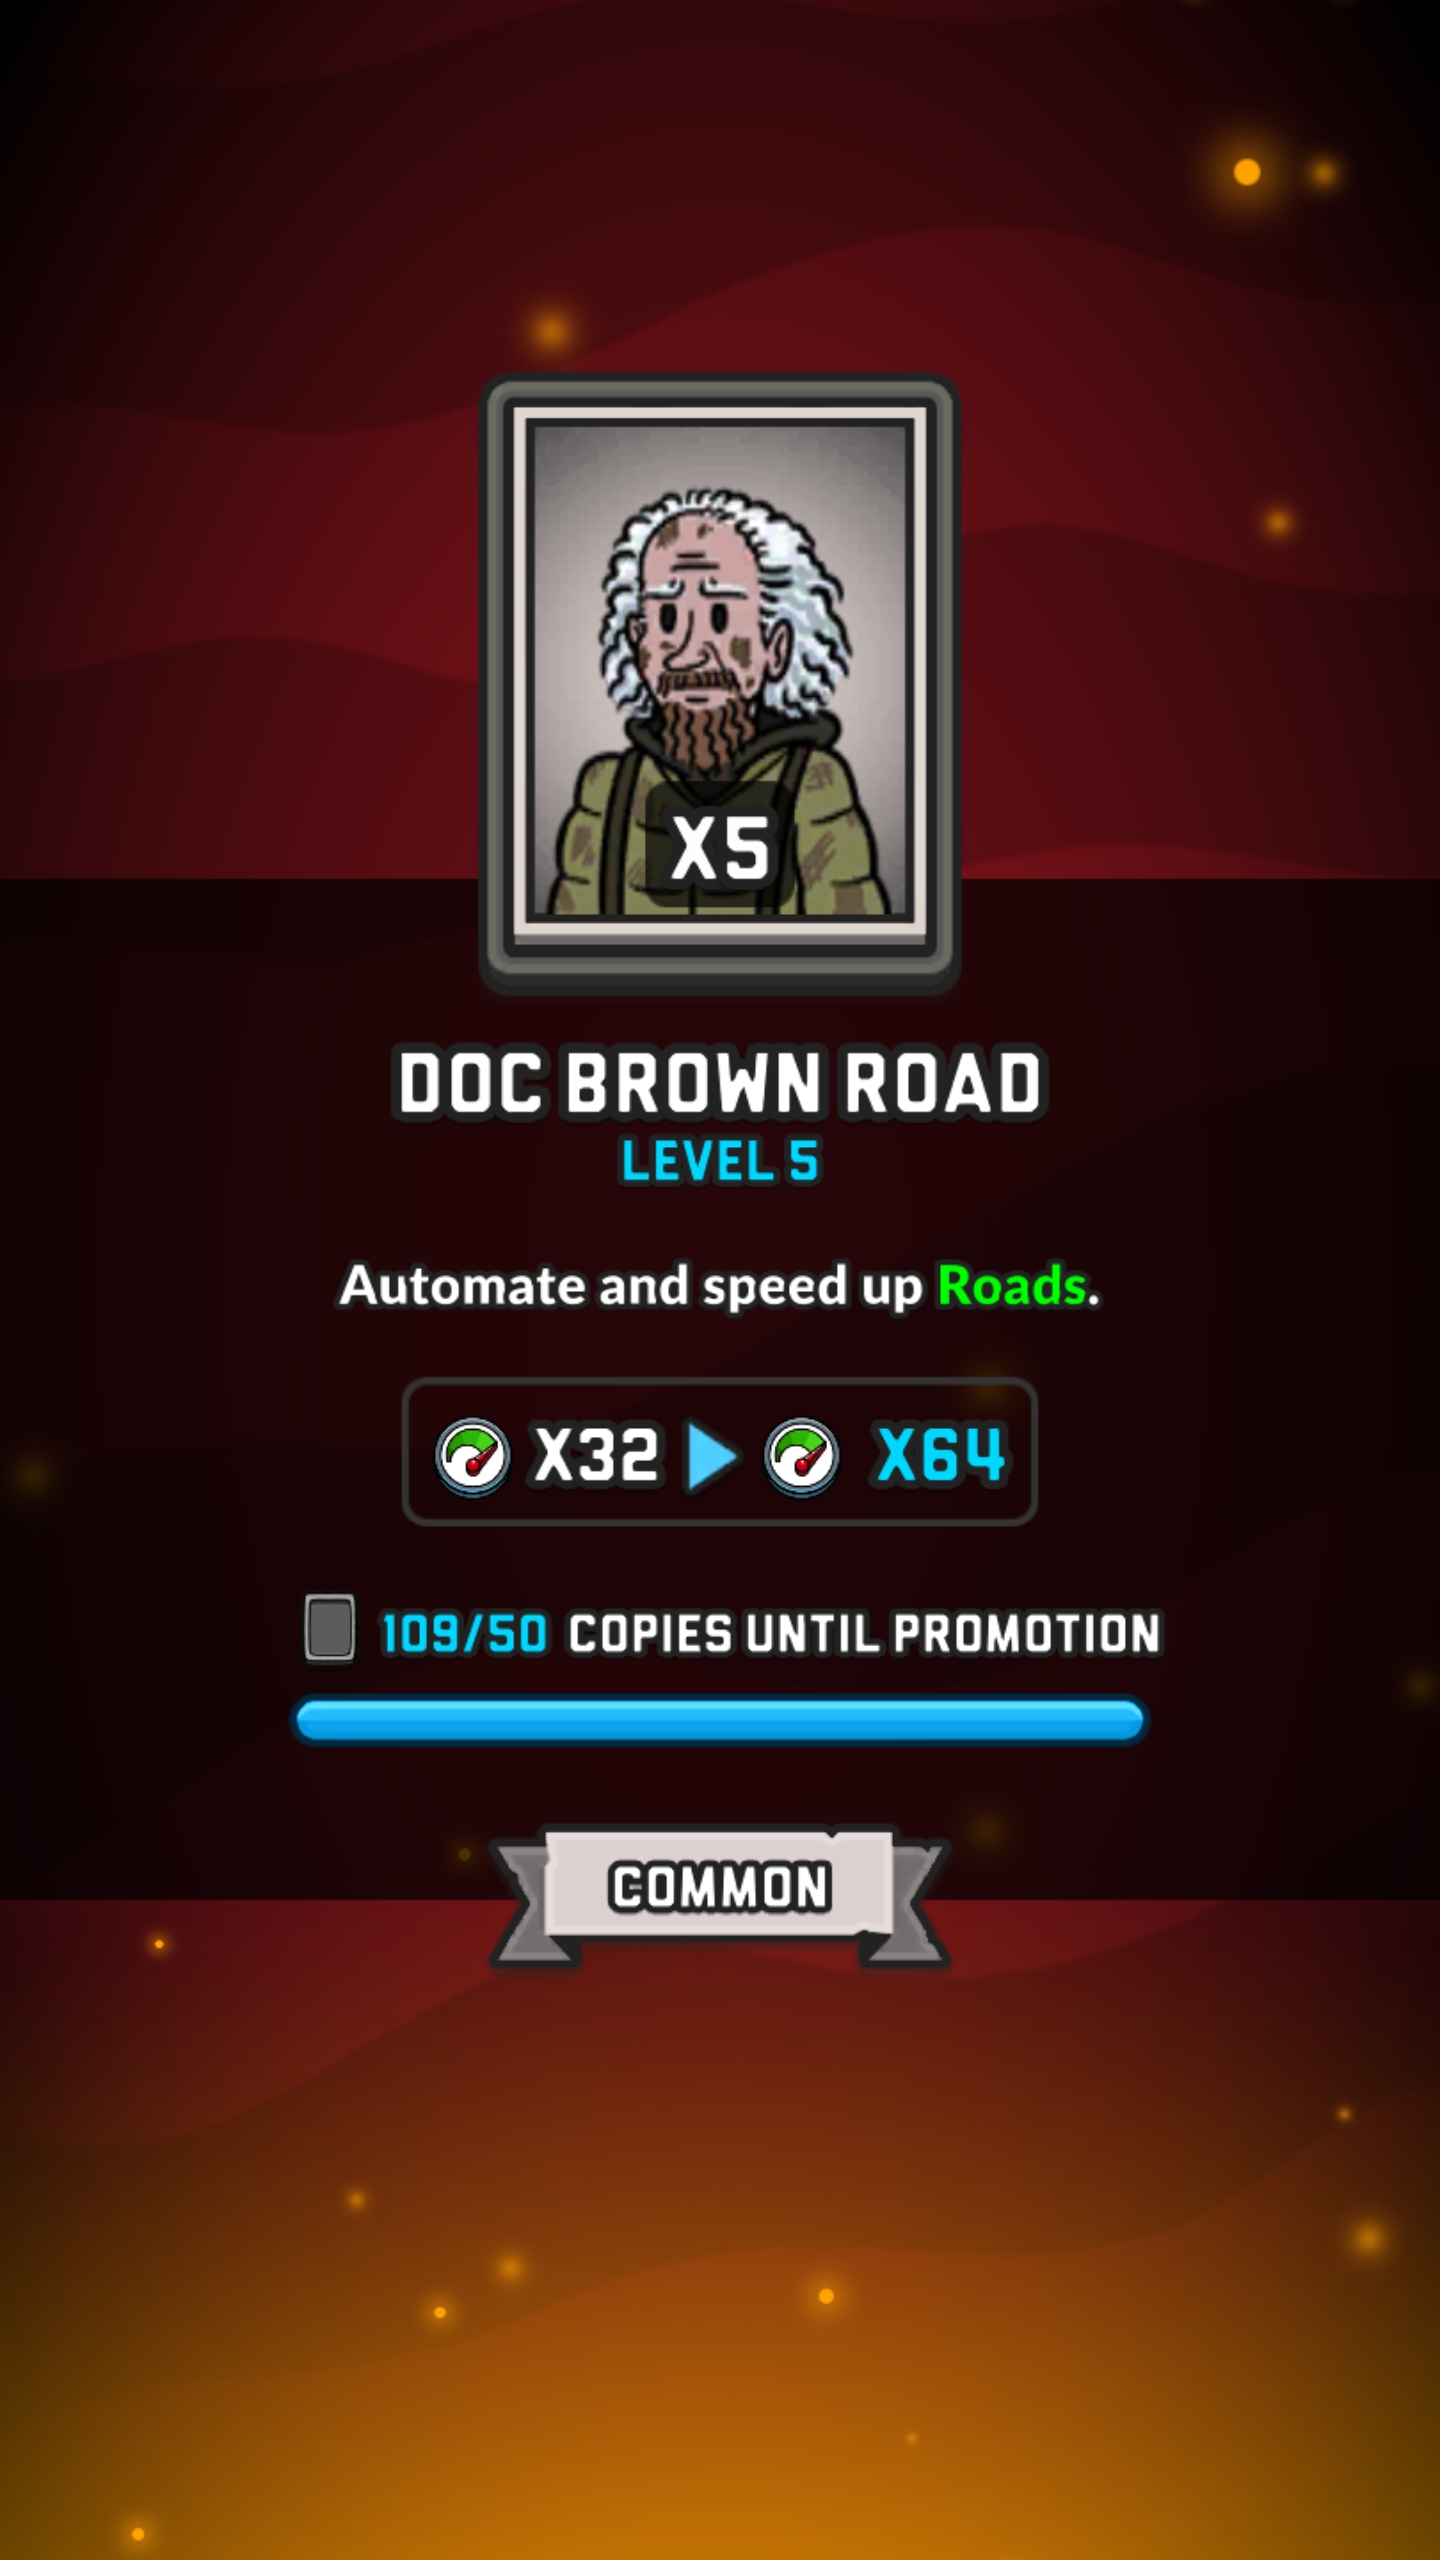 X5
DOC BROWN ROAD
LEVEL 5
Automate and speed up Roads.
X32 X64
109/50 COPIES UNTIL PROMOTION
COMMON